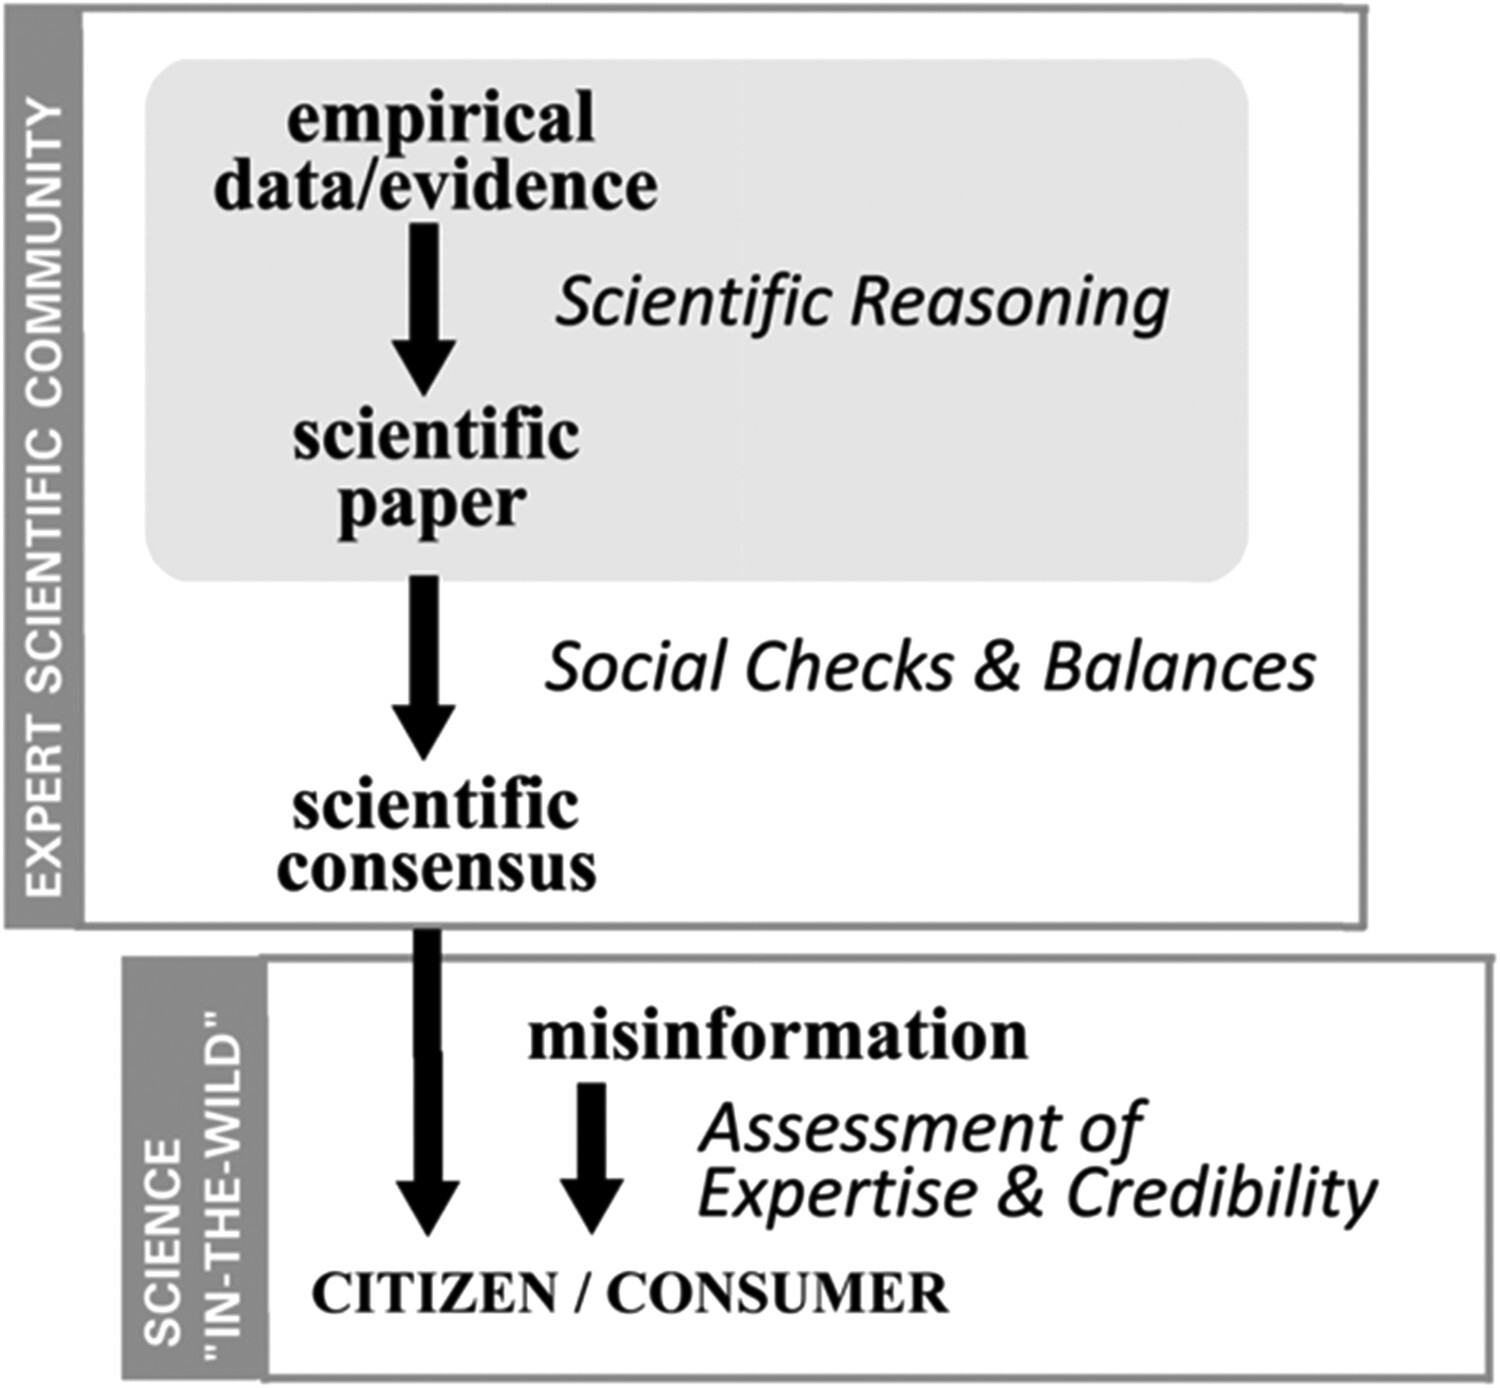 EXPERT SCIENTIFIC COMMUNITY
empirical
data/evidence
Scientific Reasoning
scientific
paper
Social Checks & Balances
scientific
consensus
SCIENCE
"IN-THE-WILD"
misinformation
Assessment of
Expertise & Credibility
CITIZEN / CONSUMER